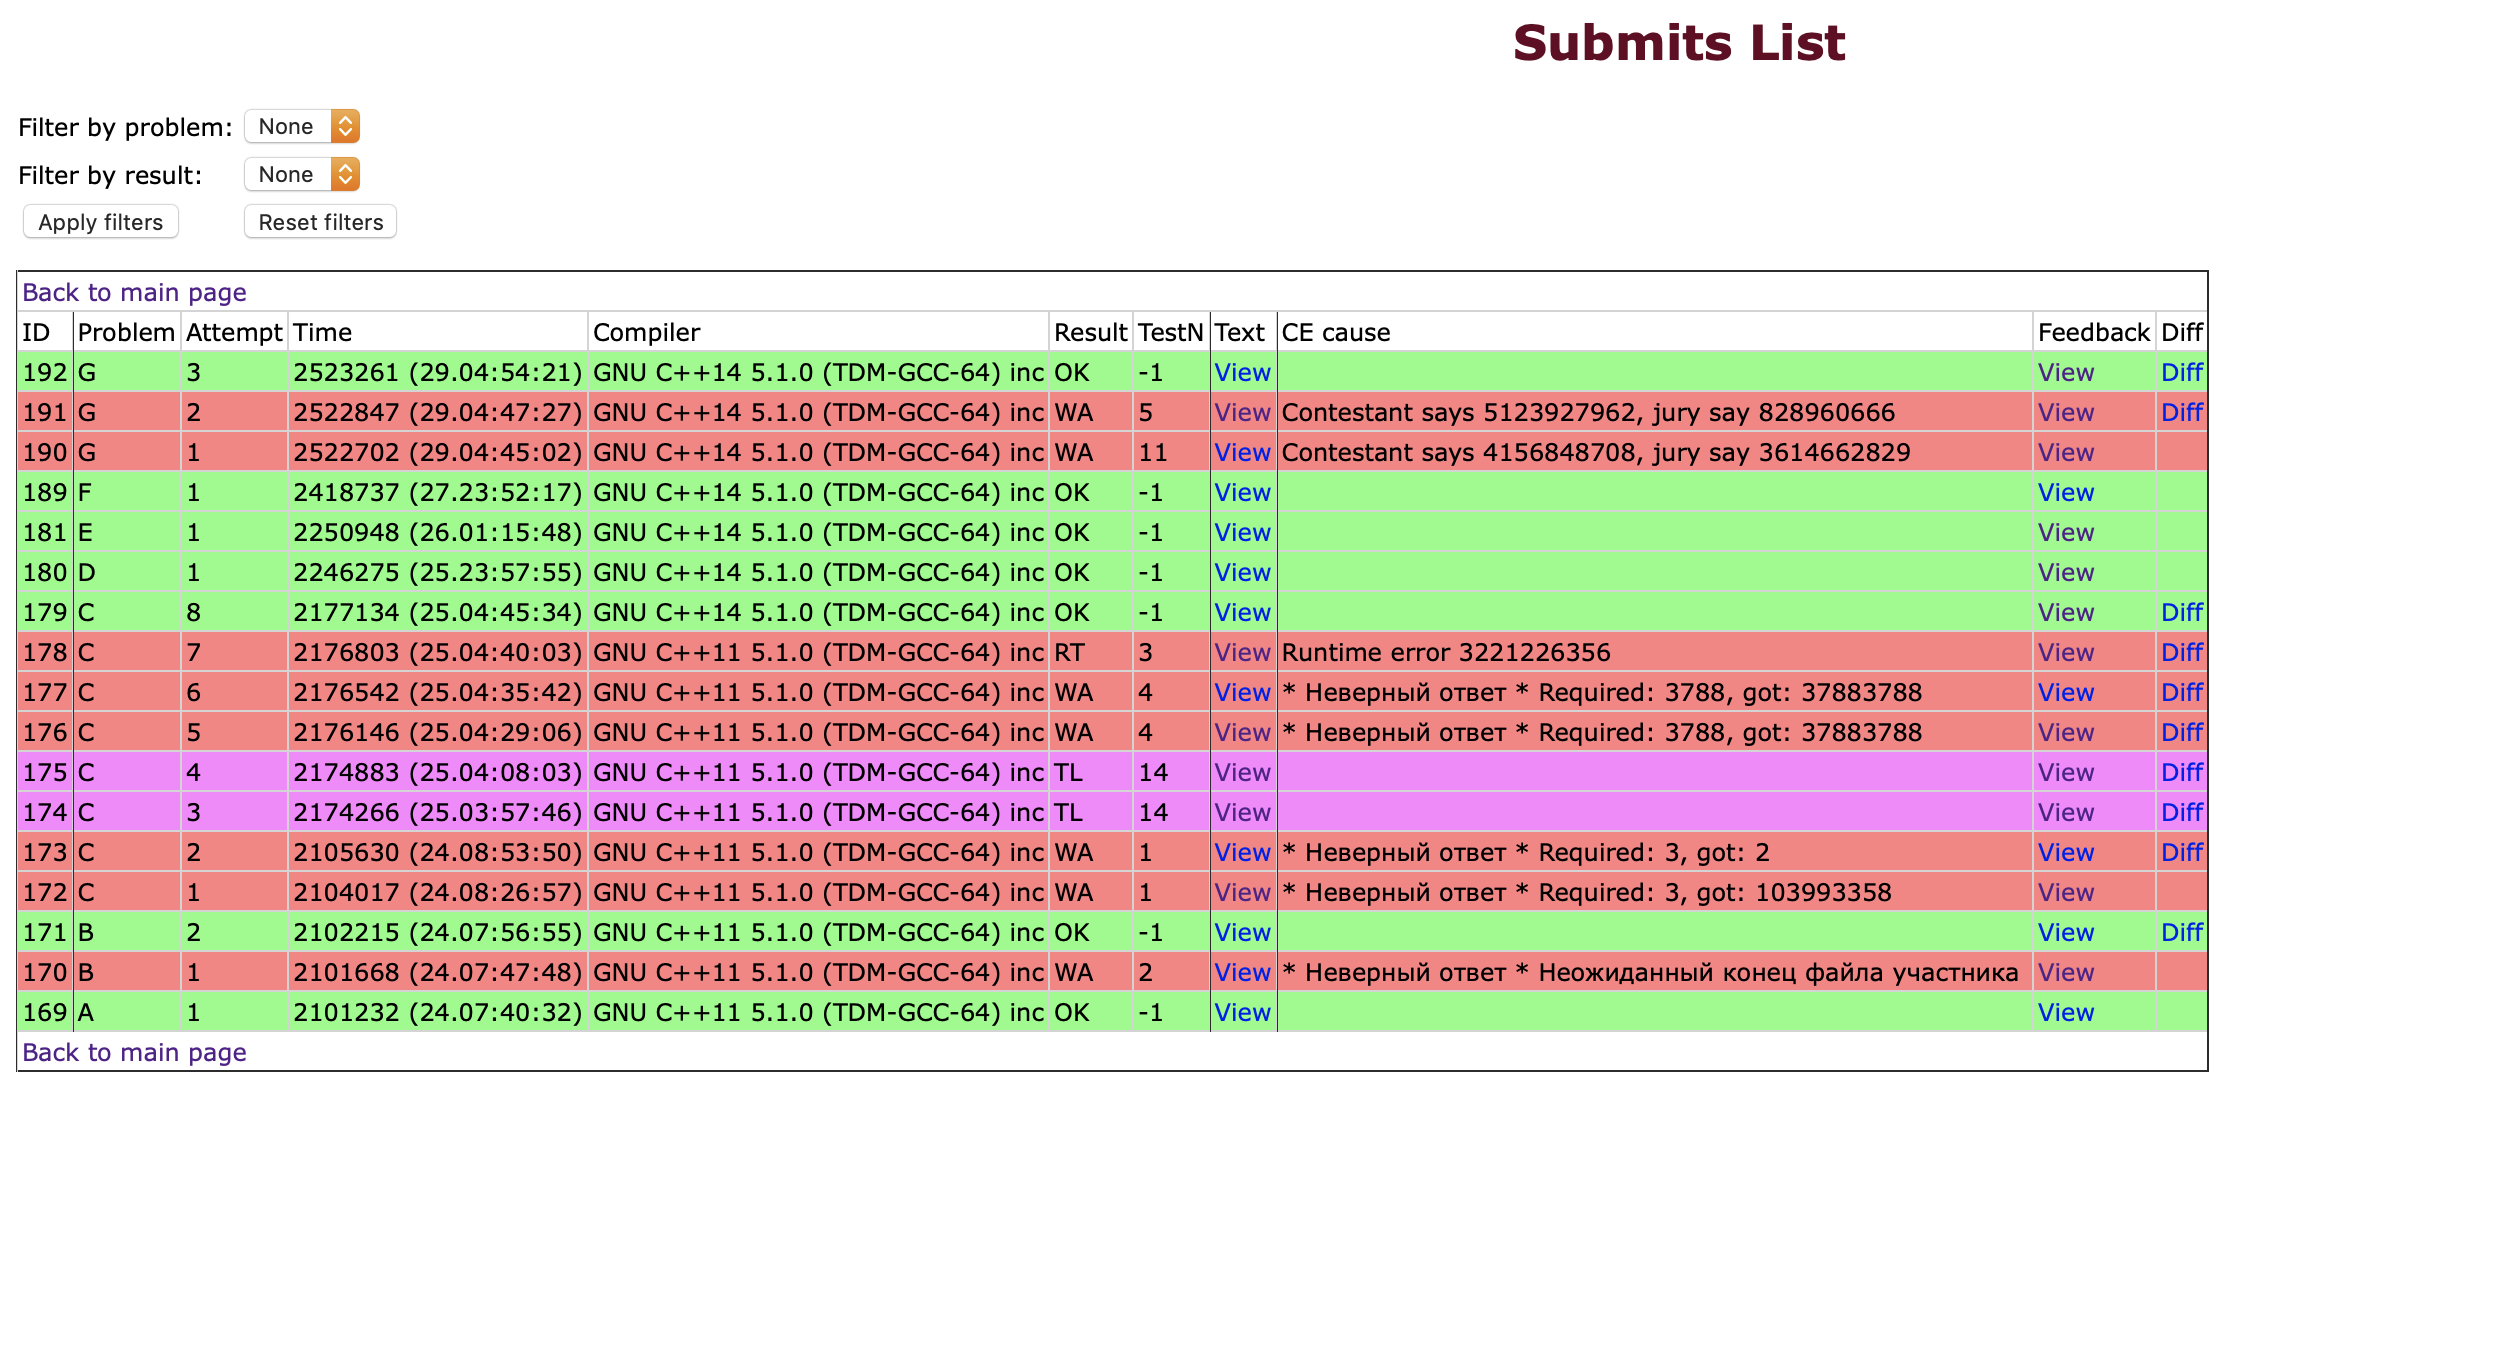 Submits List
Filter by problem: None
Filter by result: None
Apply filters Reset filters
Back to main page
ID Problem Attempt Time Compiler Result TestN Text CE cause Feedback Diff
192 G 3 2523261 (29.04:54:21) GNU C++14 5.1.0 (TDM-GCC-64) inc OK -1 View View Diff
191 G 2 2522847 (29.04:47:27) GNU C++14 5.1.0 (TDM-GCC-64) inc WA 5 View Contestant says 5123927962, jury say 828960666 View Diff
190 G 1 2522702 (29.04:45:02) GNU C++14 5.1.0 (TDM-GCC-64) inc WA 11 View Contestant says 4156848708, jury say 3614662829 View
189 F 1 2418737 (27.23:52:17) GNU C++14 5.1.0 (TDM-GCC-64) inc OK -1 View View
181 E 1 2250948 (26.01:15:48) GNU C++14 5.1.0 (TDM-GCC-64) inc OK -1 View View
180 D 1 2246275 (25.23:57:55) GNU C++14 5.1.0 (TDM-GCC-64) inc OK -1 View View
179 C 8 2177134 (25.04:45:34) GNU C++14 5.1.0 (TDM-GCC-64) inc OK -1 View View Diff
178 C 7 2176803 (25.04:40:03) GNU C++11 5.1.0 (TDM-GCC-64) inc RT 3 View Runtime error 3221226356 View Diff
177 C 6 2176542 (25.04:35:42) GNU C++11 5.1.0 (TDM-GCC-64) inc WA 4 View * Неверный ответ * Required: 3788, got: 37883788 View Diff
176 C 5 2176146 (25.04:29:06) GNU C++11 5.1.0 (TDM-GCC-64) inc WA 4 View * Неверный ответ * Required: 3788, got: 37883788 View Diff
175 C 4 2174883 (25.04:08:03) GNU C++11 5.1.0 (TDM-GCC-64) inc TL 14 View View Diff
174 C 3 2174266 (25.03:57:46) GNU C++11 5.1.0 (TDM-GCC-64) inc TL 14 View View Diff
173 C 2 2105630 (24.08:53:50) GNU C++11 5.1.0 (TDM-GCC-64) inc WA 1 View * Неверный ответ * Required: 3, got: 2 View Diff
172 C 1 2104017 (24.08:26:57) GNU C++11 5.1.0 (TDM-GCC-64) inc WA 1 View * Неверный ответ * Required: 3, got: 103993358 View
171 B 2 2102215 (24.07:56:55) GNU C++11 5.1.0 (TDM-GCC-64) inc OK -1 View View Diff
170 B 1 2101668 (24.07:47:48) GNU C++11 5.1.0 (TDM-GCC-64) inc WA 2 View * Неверный ответ * Неожиданный конец файла участника View
169 A 1 2101232 (24.07:40:32) GNU C++11 5.1.0 (TDM-GCC-64) inc OK -1 View View
Back to main page